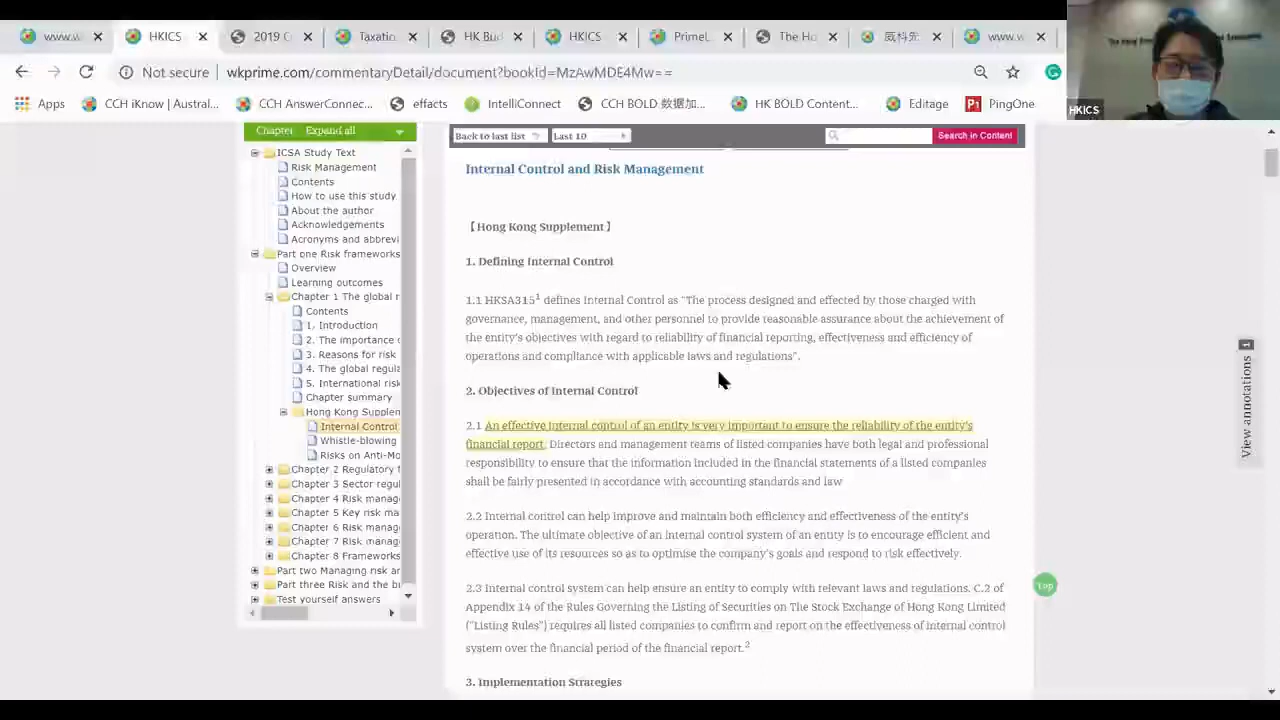 www.w
HKICS
2019 C
Taxatio
HK Bud
HKICS
PrimeL
The Ho
威科先
www.w
Not secure
wkprime.com/commentaryDetail/document?bookId=MzAwMDE4Mw==
Apps
CCH iKnow | Austral...
CCH AnswerConnec...
effacts
IntelliConnect
CCH BOLD 数据加...
HK BOLD Content...
Editage
P1 PingOne
HKICS
Chapter Expand all
ICSA Study Text
Risk Management
Contents
How to use this study
About the author
Acknowledgements
Acronyms and abbrevi
Part one Risk frameworks
Overview
Learning outcomes
Chapter 1 The global r
Contents
1. Introduction
2. The importance o
3. Reasons for risk
4. The global regula
5. International risk
Chapter summary
Hong Kong Supplen
Internal Control
Whistle-blowing
Risks on Anti-Mo
Chapter 2 Regulatory f
Chapter 3 Sector regul
Chapter 4 Risk manag
Chapter 5 Key risk ma
Chapter 6 Risk manag
Chapter 7 Risk manag
Chapter 8 Frameworks
Part two Managing risk ar
Part three Risk and the bu
Test yourself answers
Back to last list
Last 10
Search in Content
Internal Control and Risk Management
【Hong Kong Supplement】
1. Defining Internal Control
1.1 HKSA315¹ defines Internal Control as "The process designed and effected by those charged with
governance, management, and other personnel to provide reasonable assurance about the achievement of
the entity's objectives with regard to reliability of financial reporting, effectiveness and efficiency of
operations and compliance with applicable laws and regulations".
2. Objectives of Internal Control
2.1 An effective internal control of an entity is very important to ensure the reliability of the entity's
financial report. Directors and management teams of listed companies have both legal and professional
responsibility to ensure that the information included in the financial statements of a listed companies
shall be fairly presented in accordance with accounting standards and law
2.2 Internal control can help improve and maintain both efficiency and effectiveness of the entity's
operation. The ultimate objective of an internal control system of an entity is to encourage efficient and
effective use of its resources so as to optimise the company's goals and respond to risk effectively.
2.3 Internal control system can help ensure an entity to comply with relevant laws and regulations. C.2 of
Appendix 14 of the Rules Governing the Listing of Securities on The Stock Exchange of Hong Kong Limited
("Listing Rules") requires all listed companies to confirm and report on the effectiveness of internal control
system over the financial period of the financial report.²
3. Implementation Strategies
Top
View annotations
1